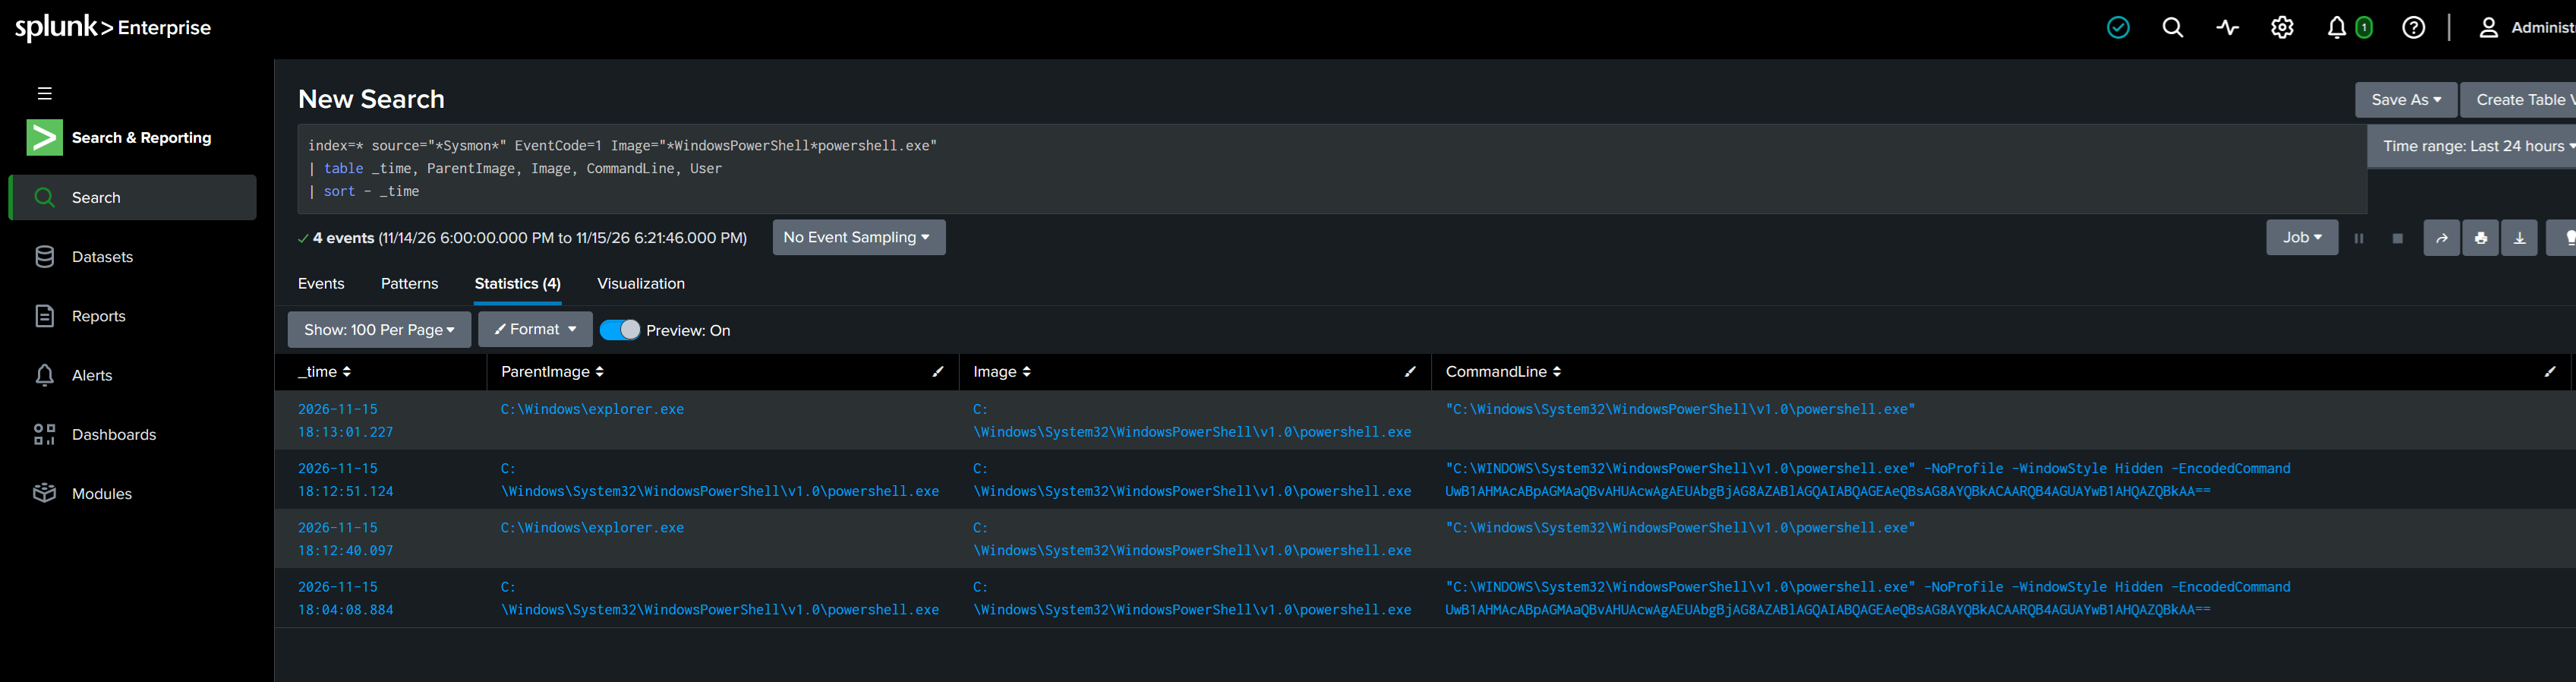 splunk> Enterprise
1
Administ
Search & Reporting
Search
Datasets
Reports
Alerts
Dashboards
Modules
New Search
Save As
Create Table V
index=* source="*Sysmon*" EventCode=1 Image="*WindowsPowerShell*powershell.exe"
| table _time, ParentImage, Image, CommandLine, User
| sort - _time
Time range: Last 24 hours
4 events (11/14/26 6:00:00.000 PM to 11/15/26 6:21:46.000 PM)
No Event Sampling
Job
Events
Patterns
Statistics (4)
Visualization
Show: 100 Per Page
Format
Preview: On
_time
ParentImage
Image
CommandLine
2026-11-15
18:13:01.227
C:\Windows\explorer.exe
C:
\Windows\System32\WindowsPowerShell\v1.0\powershell.exe
"C:\Windows\System32\WindowsPowerShell\v1.0\powershell.exe"
2026-11-15
18:12:51.124
C:
\Windows\System32\WindowsPowerShell\v1.0\powershell.exe
C:
\Windows\System32\WindowsPowerShell\v1.0\powershell.exe
"C:\WINDOWS\System32\WindowsPowerShell\v1.0\powershell.exe" -NoProfile -WindowStyle Hidden -EncodedCommand
UwB1AHMAcABpAGMAaQBvAHUAcwAgAEUAbgBjAG8AZABlAGQAIABQAGEAeQBsAG8AYQBkACAARQB4AGUAYwB1AHQAZQBkAA==
2026-11-15
18:12:40.097
C:\Windows\explorer.exe
C:
\Windows\System32\WindowsPowerShell\v1.0\powershell.exe
"C:\Windows\System32\WindowsPowerShell\v1.0\powershell.exe"
2026-11-15
18:04:08.884
C:
\Windows\System32\WindowsPowerShell\v1.0\powershell.exe
C:
\Windows\System32\WindowsPowerShell\v1.0\powershell.exe
"C:\WINDOWS\System32\WindowsPowerShell\v1.0\powershell.exe" -NoProfile -WindowStyle Hidden -EncodedCommand
UwB1AHMAcABpAGMAaQBvAHUAcwAgAEUAbgBjAG8AZABlAGQAIABQAGEAeQBsAG8AYQBkACAARQB4AGUAYwB1AHQAZQBkAA==